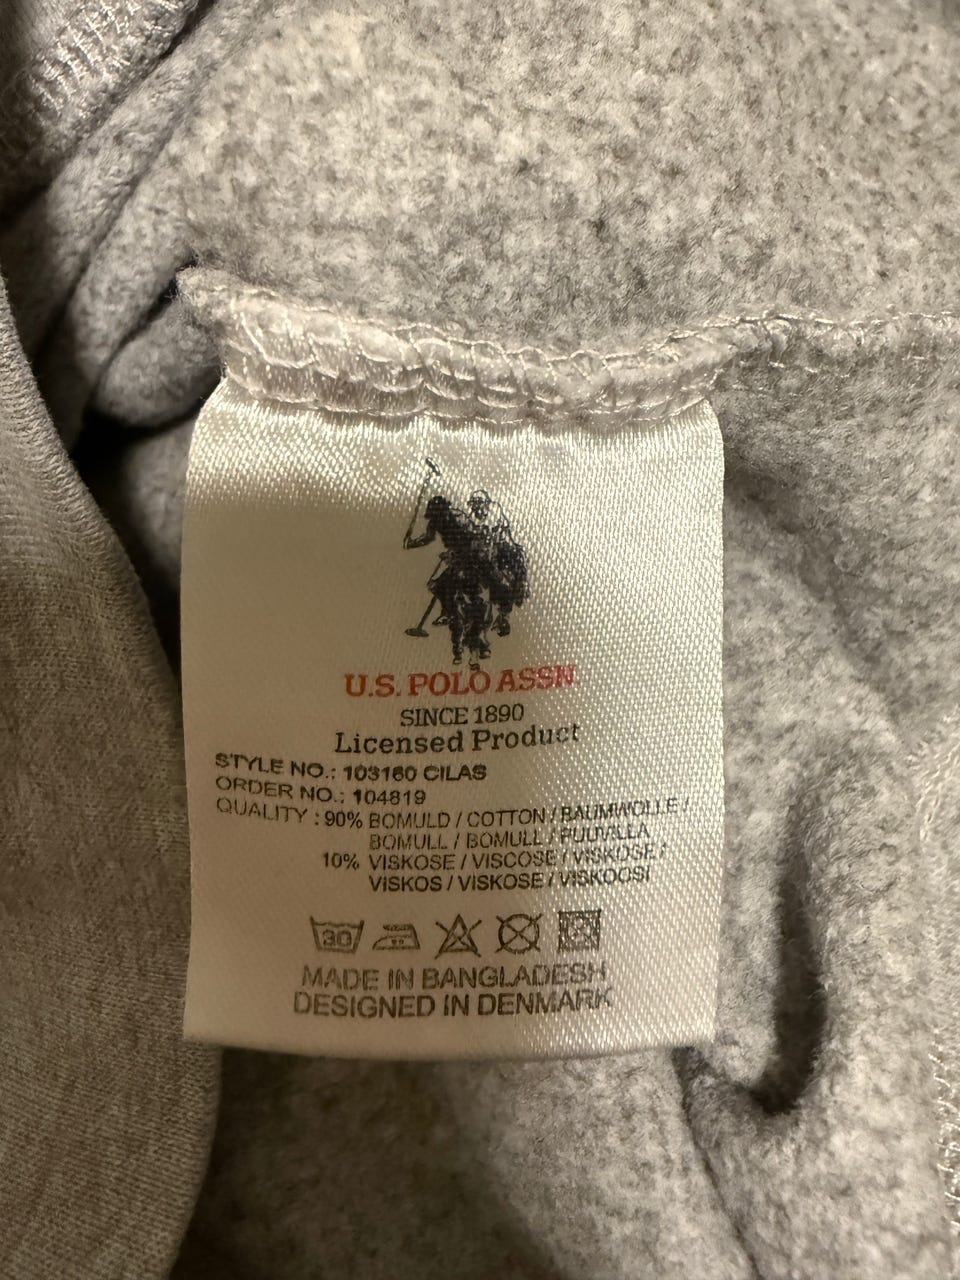 U.S. POLO ASSN.
SINCE 1890
Licensed Product
STYLE NO.: 103160 CILAS
ORDER NO.: 104819
QUALITY : 90% BOMULD / COTTON / BAUMWOLLE /
BOMULL / BOMULL / PUUVILLA
10% VISKOSE / VISCOSE / VISKOSE /
VISKOS / VISKOSE / VISKOOSI
30
MADE IN BANGLADESH
DESIGNED IN DENMARK